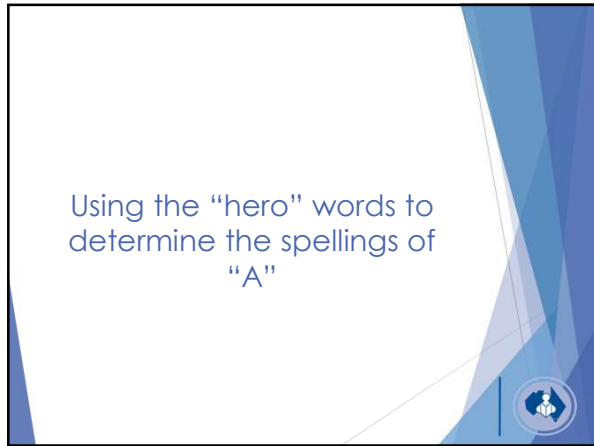 Using the “hero” words to
determine the spellings of
“A”